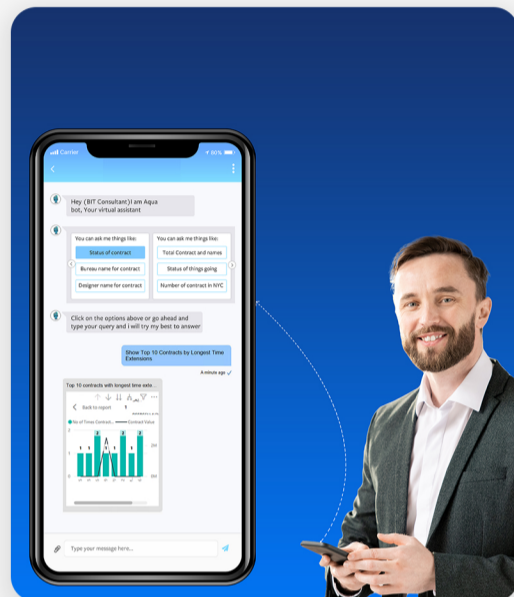 Carrier
60%
Hey {BIT Consultant}I am Aqua
bot, Your virtual assistant
You can ask me things like:
Status of contract
Bureau name for contract
Designer name for contract
You can ask me things like:
Total Contract and names
Status of things going
Number of contract in NYC
Click on the options above or go ahead and
type your query and i will try my best to answer
Show Top 10 Contracts by Longest Time
Extensions
A minute ago
Top 10 contracts with longest time exte...
Back to report
No of Times Contract...
Contract Value
Type your message here...